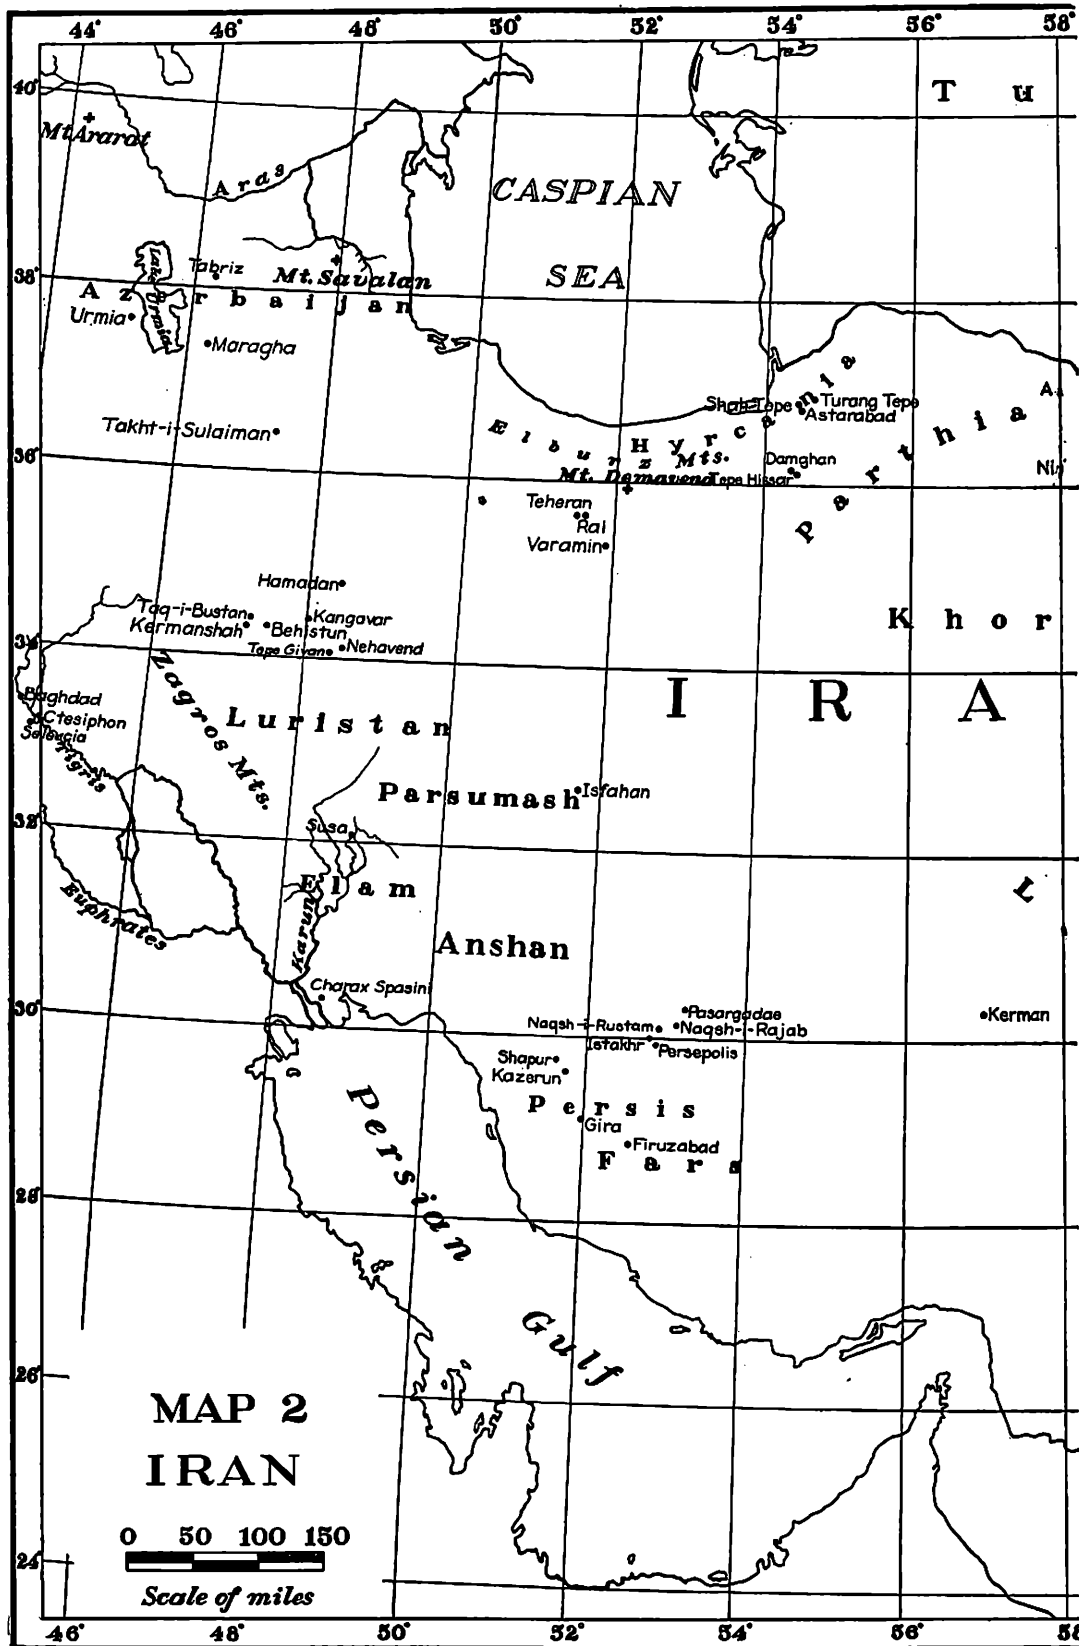 44° 46° 48° 50° 52° 54° 56° 58°
40°
T u
Mt Ararat
Aras
CASPIAN
SEA
Lake Urmia
Tabriz
Mt. Savalan
38°
Azerbaijan
Urmia
Maragha
Shah Tepe
Turang Tepe
Astarabad
Takht-i-Sulaiman
Elburz Mts.
Hyrcania
Parthia
36°
Mt. Demavend
Damghan
Tepe Hissar
Teheran
Rai
Varamin
Hamadan
Taq-i-Bustan
Kangavar
Kermanshah
Behistun
Tepe Givan
Nehavend
Khor
34°
Zagros Mts.
I R A
Baghdad
Ctesiphon
Seleucia
Tigris
Luristan
Parsumash
Isfahan
32°
Susa
Elam
L
Euphrates
Karun
Anshan
Charax Spasini
30°
Pasargadae
Kerman
Naqsh-i-Rustam
Naqsh-i-Rajab
Istakhr
Persepolis
Shapur
Kazerun
Persis
Gira
Firuzabad
Fars
Persian
Gulf
28°
26°
MAP 2
IRAN
0 50 100 150
Scale of miles
24°
46° 48° 50° 52° 54° 56° 58